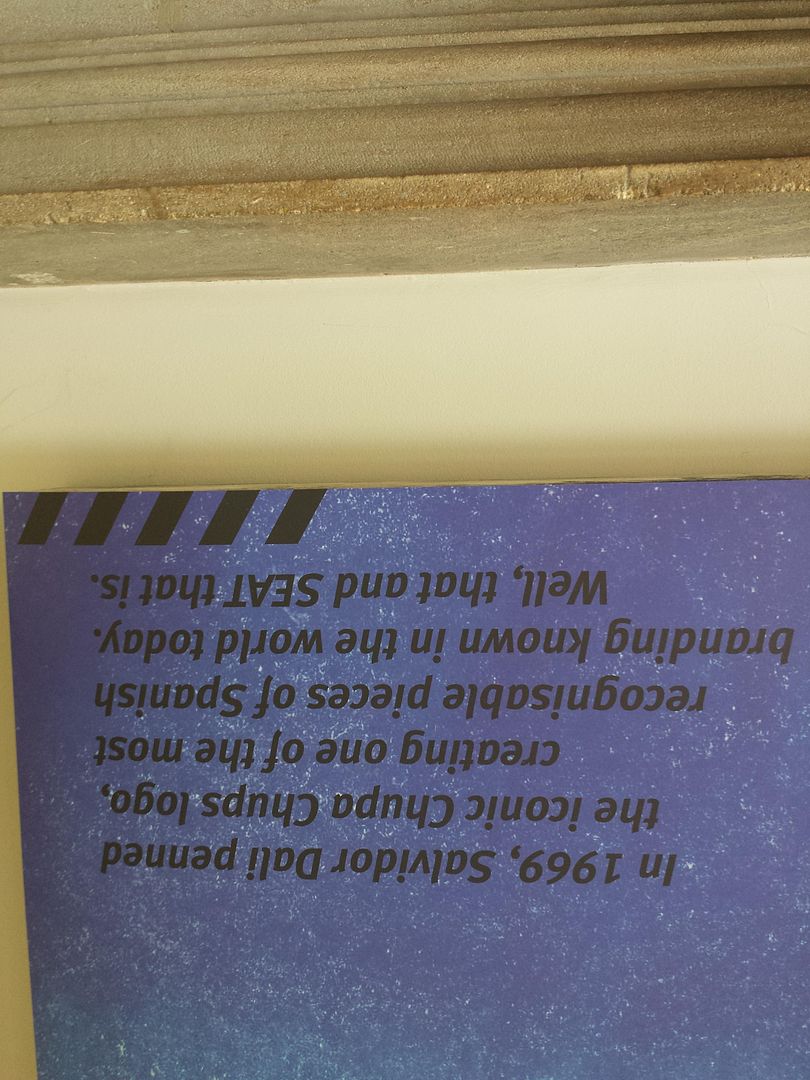 In 1969, Salvidor Dali penned
the iconic Chupa Chups logo,
creating one of the most
recognisable pieces of Spanish
branding known in the world today.
Well, that and SEAT that is.